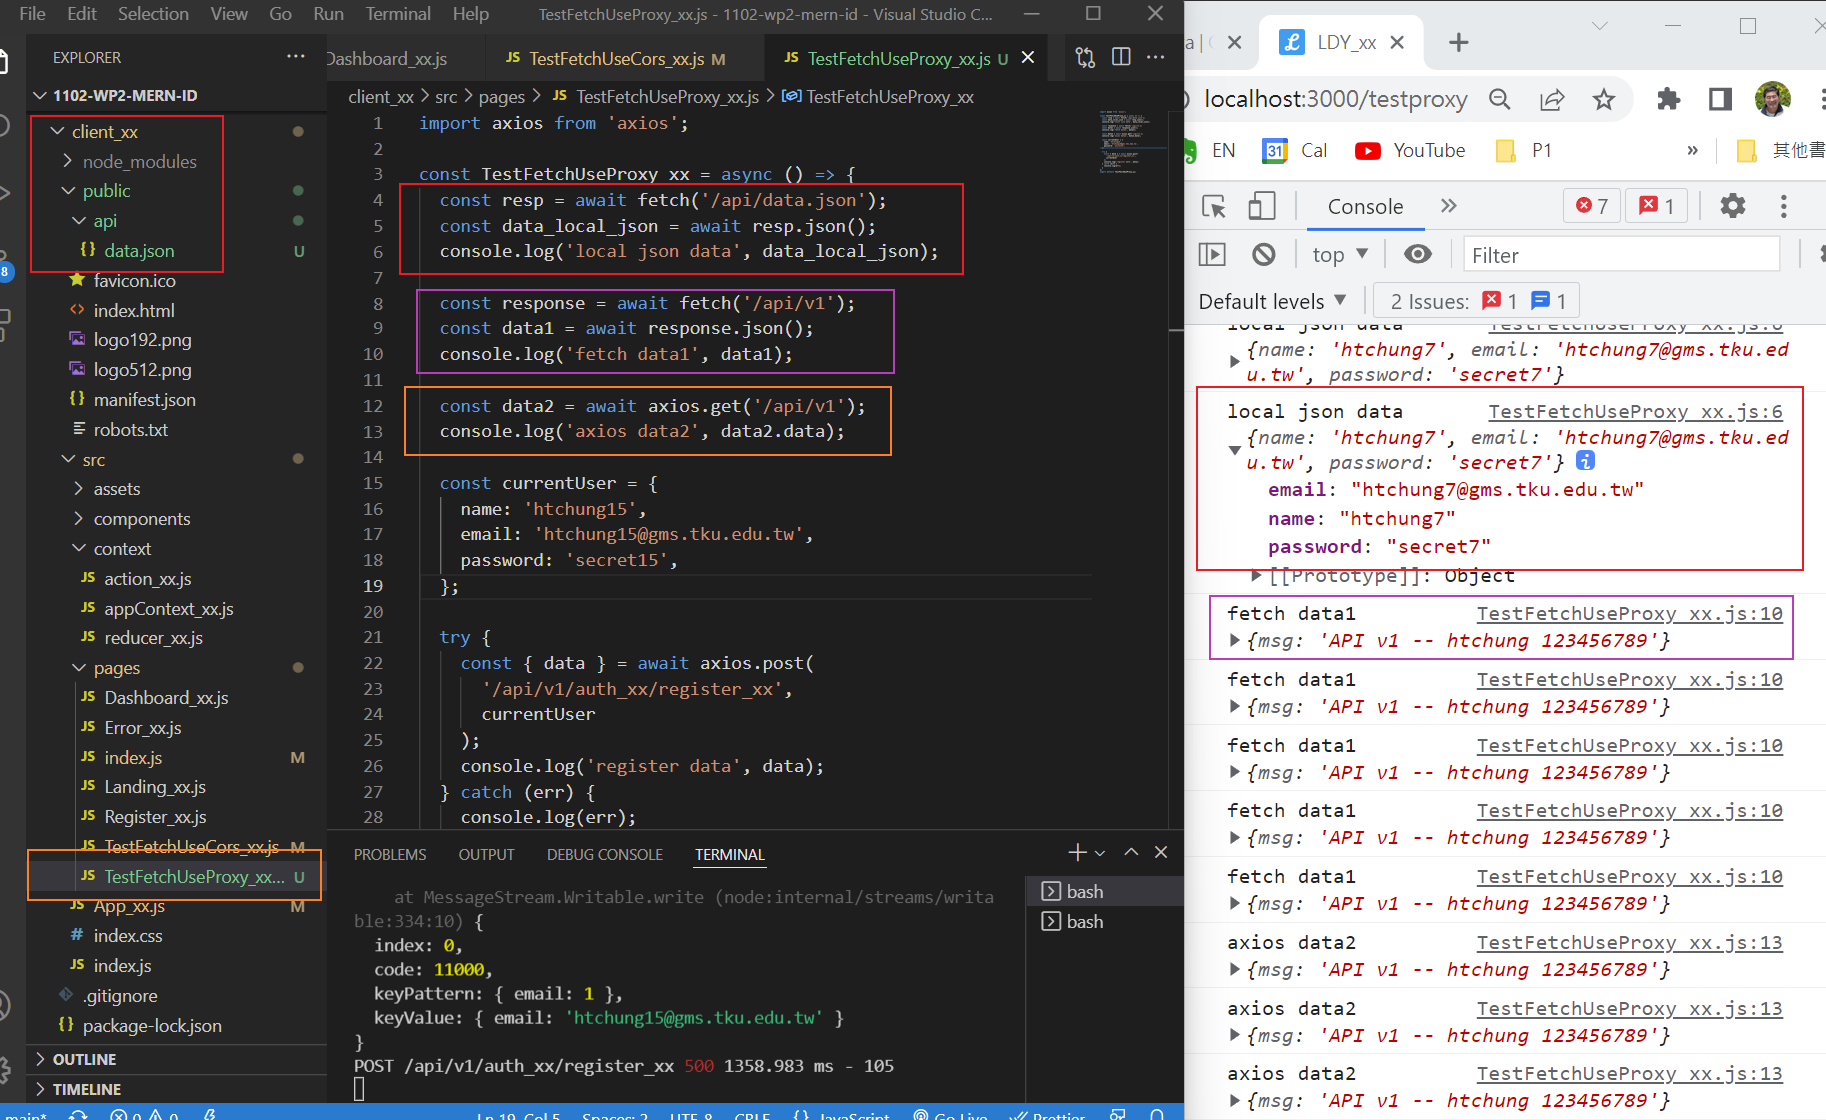 File Edit Selection View Go Run Terminal Help TestFetchUseProxy_xx.js - 1102-wp2-mern-id - Visual Studio C...
EXPLORER
1102-WP2-MERN-ID
client_xx
node_modules
public
api
data.json U
favicon.ico
index.html
logo192.png
logo512.png
manifest.json
robots.txt
src
assets
components
context
action_xx.js
appContext_xx.js
reducer_xx.js
pages
Dashboard_xx.js
Error_xx.js
index.js M
Landing_xx.js
Register_xx.js
TestFetchUseCors_xx.js M
TestFetchUseProxy_xx... U
App_xx.js M
index.css
index.js
.gitignore
package-lock.json
OUTLINE
TIMELINE
8
Dashboard_xx.js
JS TestFetchUseCors_xx.js M
JS TestFetchUseProxy_xx.js U
client_xx > src > pages > JS TestFetchUseProxy_xx.js > TestFetchUseProxy_xx
1 import axios from 'axios';
2
3 const TestFetchUseProxy_xx = async () => {
4 const resp = await fetch('/api/data.json');
5 const data_local_json = await resp.json();
6 console.log('local json data', data_local_json);
7
8 const response = await fetch('/api/v1');
9 const data1 = await response.json();
10 console.log('fetch data1', data1);
11
12 const data2 = await axios.get('/api/v1');
13 console.log('axios data2', data2.data);
14
15 const currentUser = {
16 name: 'htchung15',
17 email: 'htchung15@gms.tku.edu.tw',
18 password: 'secret15',
19 };
20
21 try {
22 const { data } = await axios.post(
23 '/api/v1/auth_xx/register_xx',
24 currentUser
25 );
26 console.log('register data', data);
27 } catch (err) {
28 console.log(err);
PROBLEMS OUTPUT DEBUG CONSOLE TERMINAL
at MessageStream.Writable.write (node:internal/streams/writa
ble:334:10) {
index: 0,
code: 11000,
keyPattern: { email: 1 },
keyValue: { email: 'htchung15@gms.tku.edu.tw' }
}
POST /api/v1/auth_xx/register_xx 500 1358.983 ms - 105
bash
bash
main* 0 0 Ln 19, Col 5 Spaces: 2 UTF-8 CRLF {} JavaScript Go Live Prettier
LDY_xx
localhost:3000/testproxy
EN 31 Cal YouTube P1 » 其他書
Console » 7 1
top Filter
Default levels 2 Issues: 1 1
local json data TestFetchUseProxy_xx.js:6
{name: 'htchung7', email: 'htchung7@gms.tku.ed
u.tw', password: 'secret7'}
local json data TestFetchUseProxy_xx.js:6
{name: 'htchung7', email: 'htchung7@gms.tku.ed
u.tw', password: 'secret7'} i
email: "htchung7@gms.tku.edu.tw"
name: "htchung7"
password: "secret7"
[[Prototype]]: Object
fetch data1 TestFetchUseProxy_xx.js:10
{msg: 'API v1 -- htchung 123456789'}
fetch data1 TestFetchUseProxy_xx.js:10
{msg: 'API v1 -- htchung 123456789'}
fetch data1 TestFetchUseProxy_xx.js:10
{msg: 'API v1 -- htchung 123456789'}
fetch data1 TestFetchUseProxy_xx.js:10
{msg: 'API v1 -- htchung 123456789'}
fetch data1 TestFetchUseProxy_xx.js:10
{msg: 'API v1 -- htchung 123456789'}
axios data2 TestFetchUseProxy_xx.js:13
{msg: 'API v1 -- htchung 123456789'}
axios data2 TestFetchUseProxy_xx.js:13
{msg: 'API v1 -- htchung 123456789'}
axios data2 TestFetchUseProxy_xx.js:13
{msg: 'API v1 -- htchung 123456789'}